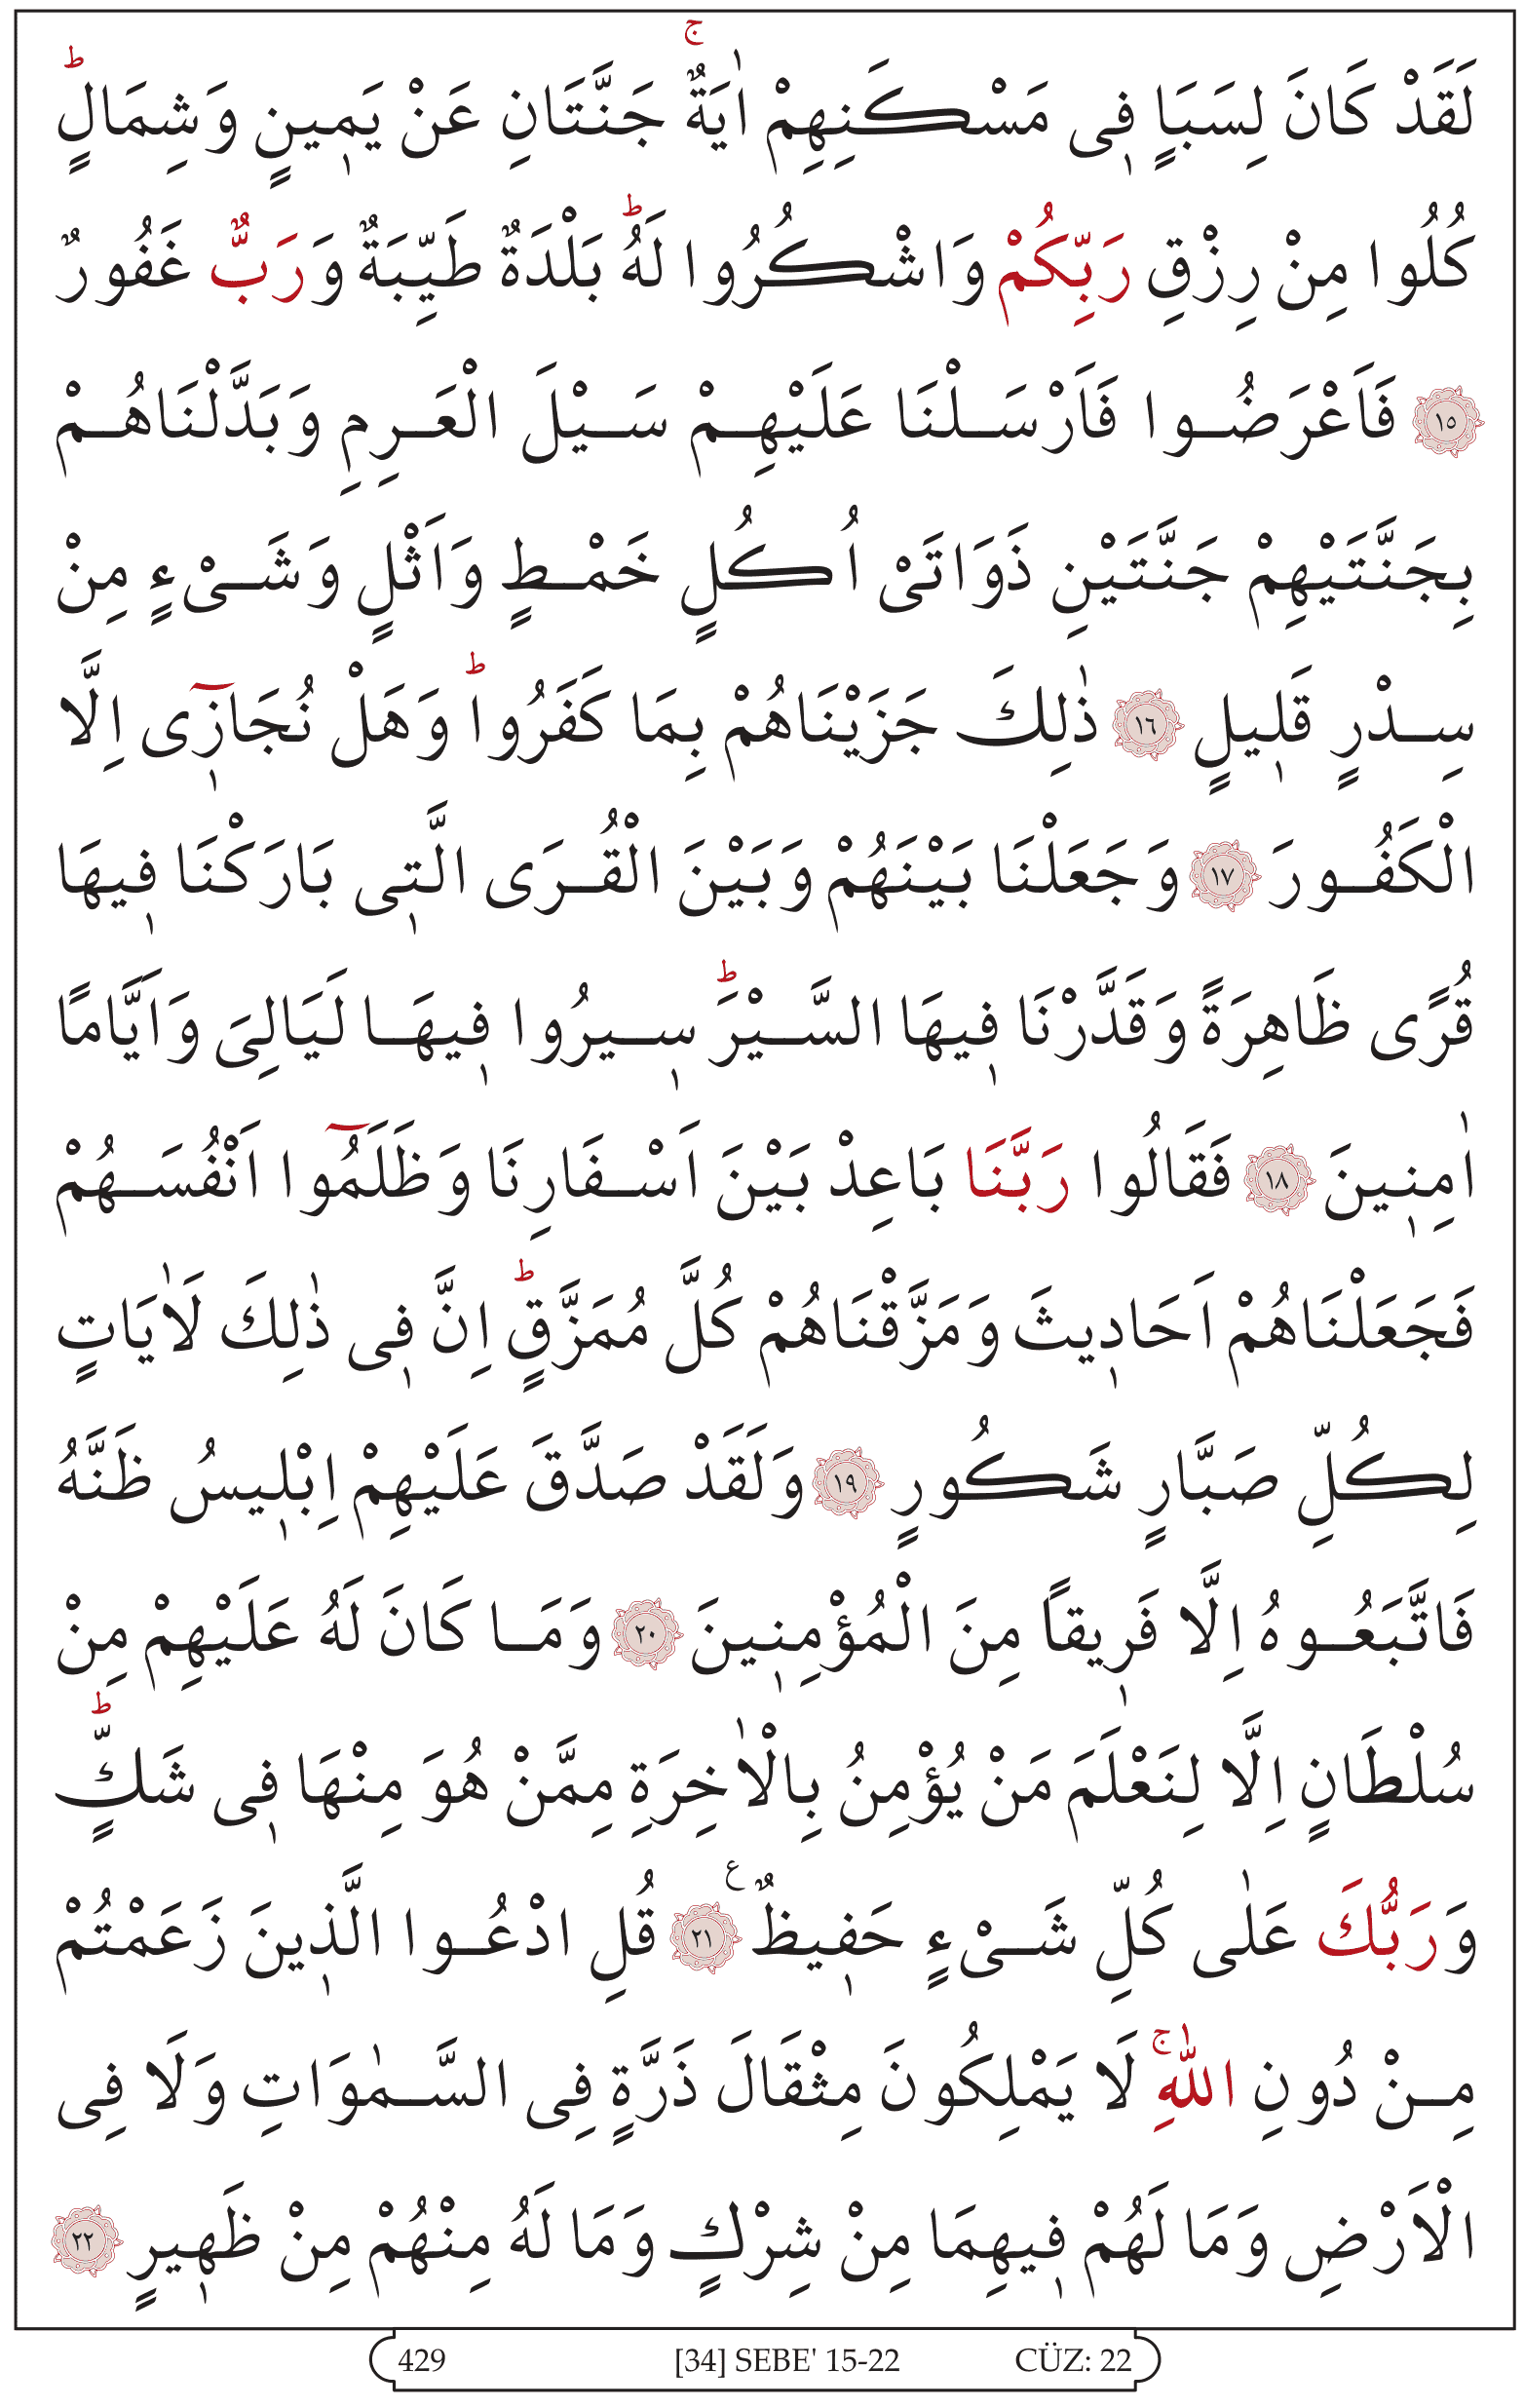 لَقَدْ كَانَ لِسَبَاٍ فٖى مَسْكَنِهِمْ اٰيَةٌۚ جَنَّتَانِ عَنْ يَمٖينٍ وَشِمَالٍؕ
كُلُوا مِنْ رِزْقِ رَبِّكُمْ وَاشْكُرُوا لَهُؕ بَلْدَةٌ طَيِّبَةٌ وَرَبٌّ غَفُورٌ
﴿١٥﴾ فَاَعْرَضُوا فَاَرْسَلْنَا عَلَيْهِمْ سَيْلَ الْعَرِمِ وَبَدَّلْنَاهُمْ
بِجَنَّتَيْهِمْ جَنَّتَيْنِ ذَوَاتَىْ اُكُلٍ خَمْطٍ وَاَثْلٍ وَشَىْءٍ مِنْ
سِدْرٍ قَلٖيلٍ ﴿١٦﴾ ذٰلِكَ جَزَيْنَاهُمْ بِمَا كَفَرُواؕ وَهَلْ نُجَازٖٓى اِلَّا
الْكَفُورَ ﴿١٧﴾ وَجَعَلْنَا بَيْنَهُمْ وَبَيْنَ الْقُرَى الَّتٖى بَارَكْنَا فٖيهَا
قُرًى ظَاهِرَةً وَقَدَّرْنَا فٖيهَا السَّيْرَؕ سٖيرُوا فٖيهَا لَيَالِىَ وَاَيَّامًا
اٰمِنٖينَ ﴿١٨﴾ فَقَالُوا رَبَّنَا بَاعِدْ بَيْنَ اَسْفَارِنَا وَظَلَمُٓوا اَنْفُسَهُمْ
فَجَعَلْنَاهُمْ اَحَادٖيثَ وَمَزَّقْنَاهُمْ كُلَّ مُمَزَّقٍؕ اِنَّ فٖى ذٰلِكَ لَاٰيَاتٍ
لِكُلِّ صَبَّارٍ شَكُورٍ ﴿١٩﴾ وَلَقَدْ صَدَّقَ عَلَيْهِمْ اِبْلٖيسُ ظَنَّهُ
فَاتَّبَعُوهُ اِلَّا فَرٖيقاً مِنَ الْمُؤْمِنٖينَ ﴿٢٠﴾ وَمَا كَانَ لَهُ عَلَيْهِمْ مِنْ
سُلْطَانٍ اِلَّا لِنَعْلَمَ مَنْ يُؤْمِنُ بِالْاٰخِرَةِ مِمَّنْ هُوَ مِنْهَا فٖى شَكٍّؕ
وَرَبُّكَ عَلٰى كُلِّ شَىْءٍ حَفٖيظٌ ع ﴿٢١﴾ قُلِ ادْعُوا الَّذٖينَ زَعَمْتُمْ
مِنْ دُونِ اللّٰهِۚ لَا يَمْلِكُونَ مِثْقَالَ ذَرَّةٍ فِى السَّمٰوَاتِ وَلَا فِى
الْاَرْضِ وَمَا لَهُمْ فٖيهِمَا مِنْ شِرْكٍ وَمَا لَهُ مِنْهُمْ مِنْ ظَهٖيرٍ ﴿٢٢﴾
429 [34] SEBE' 15-22 CÜZ: 22